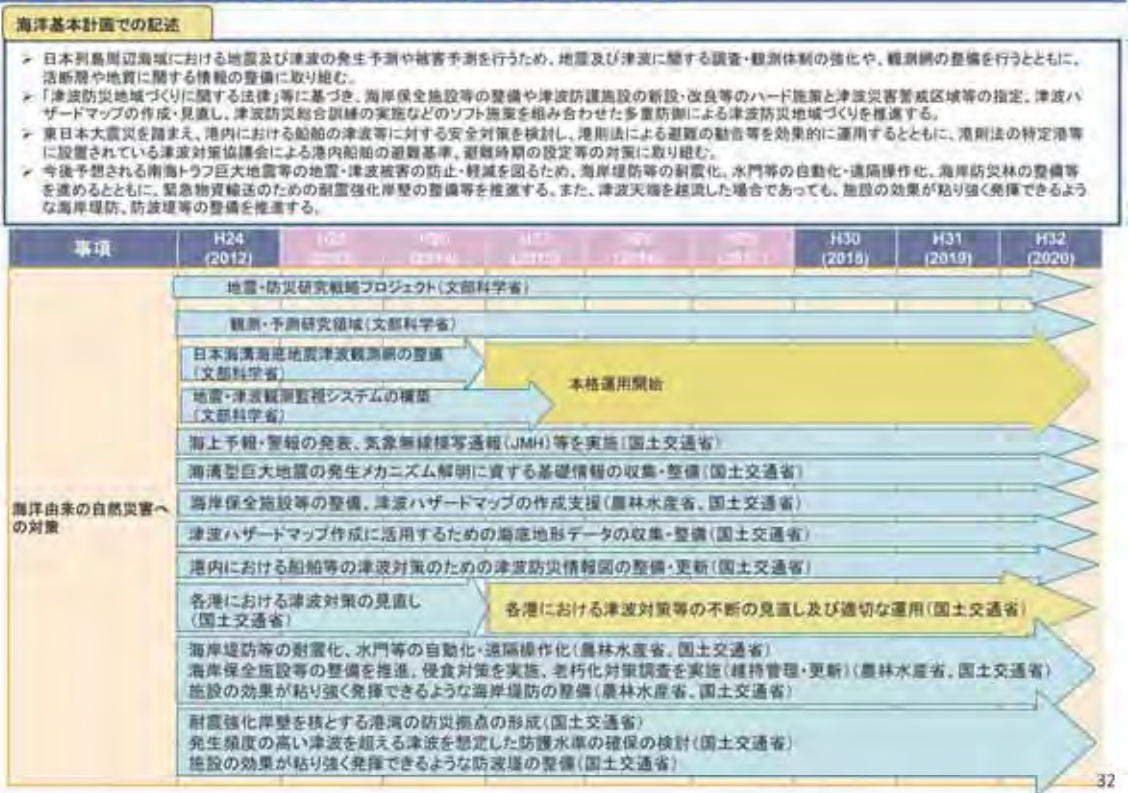 海洋基本計画での記述
➢ 日本列島周辺海域における地震及び津波の発生予測や被害予測を行うため、地震及び津波に関する調査・観測体制の強化や、観測網の整備を行うとともに、
活断層や地質に関する情報の整備に取り組む。
➢ 「津波防災地域づくりに関する法律」等に基づき、海岸保全施設等の整備や津波防護施設の新設・改良等のハード施策と津波災害警戒区域等の指定、津波ハ
ザードマップの作成・見直し、津波防災総合訓練の実施などのソフト施策を組み合わせた多重防御による津波防災地域づくりを推進する。
➢ 東日本大震災を踏まえ、港内における船舶の津波等に対する安全対策を検討し、港則法による避難の勧告等を効果的に運用するとともに、港則法の特定港等
に設置されている津波対策協議会による港内船舶の避難基準、避難時期の設定等の対策に取り組む。
➢ 今後予想される南海トラフ巨大地震等の地震・津波被害の防止・軽減を図るため、海岸堤防等の耐震化、水門等の自動化・遠隔操作化、海岸防災林の整備等
を進めるとともに、緊急物資輸送のための耐震強化岸壁の整備等を推進する。また、津波天端を越流した場合であっても、施設の効果が粘り強く発揮できるよう
な海岸堤防、防波堤等の整備を推進する。
事項 H24 H25 H26 H27 H28 H29 H30 H31 H32
(2012) (2013) (2014) (2015) (2016) (2017) (2018) (2019) (2020)
地震・防災研究戦略プロジェクト(文部科学省)
観測・予測研究領域(文部科学省)
日本海溝海底地震津波観測網の整備
(文部科学省)
本格運用開始
地震・津波観測監視システムの構築
(文部科学省)
海上予報・警報の発表、気象無線模写通報(JMH)等を実施(国土交通省)
海溝型巨大地震の発生メカニズム解明に資する基礎情報の収集・整備(国土交通省)
海洋由来の自然災害へ
の対策
海岸保全施設等の整備、津波ハザードマップの作成支援(農林水産省、国土交通省)
津波ハザードマップ作成に活用するための海底地形データの収集・整備(国土交通省)
港内における船舶等の津波対策のための津波防災情報図の整備・更新(国土交通省)
各港における津波対策の見直し
(国土交通省)
各港における津波対策等の不断の見直し及び適切な運用(国土交通省)
海岸堤防等の耐震化、水門等の自動化・遠隔操作化(農林水産省、国土交通省)
海岸保全施設等の整備を推進、侵食対策を実施、老朽化対策調査を実施(維持管理・更新)(農林水産省、国土交通省)
施設の効果が粘り強く発揮できるような海岸堤防の整備(農林水産省、国土交通省)
耐震強化岸壁を核とする港湾の防災拠点の形成(国土交通省)
発生頻度の高い津波を超える津波を想定した防護水準の確保の検討(国土交通省)
施設の効果が粘り強く発揮できるような防波堤の整備(国土交通省)
32